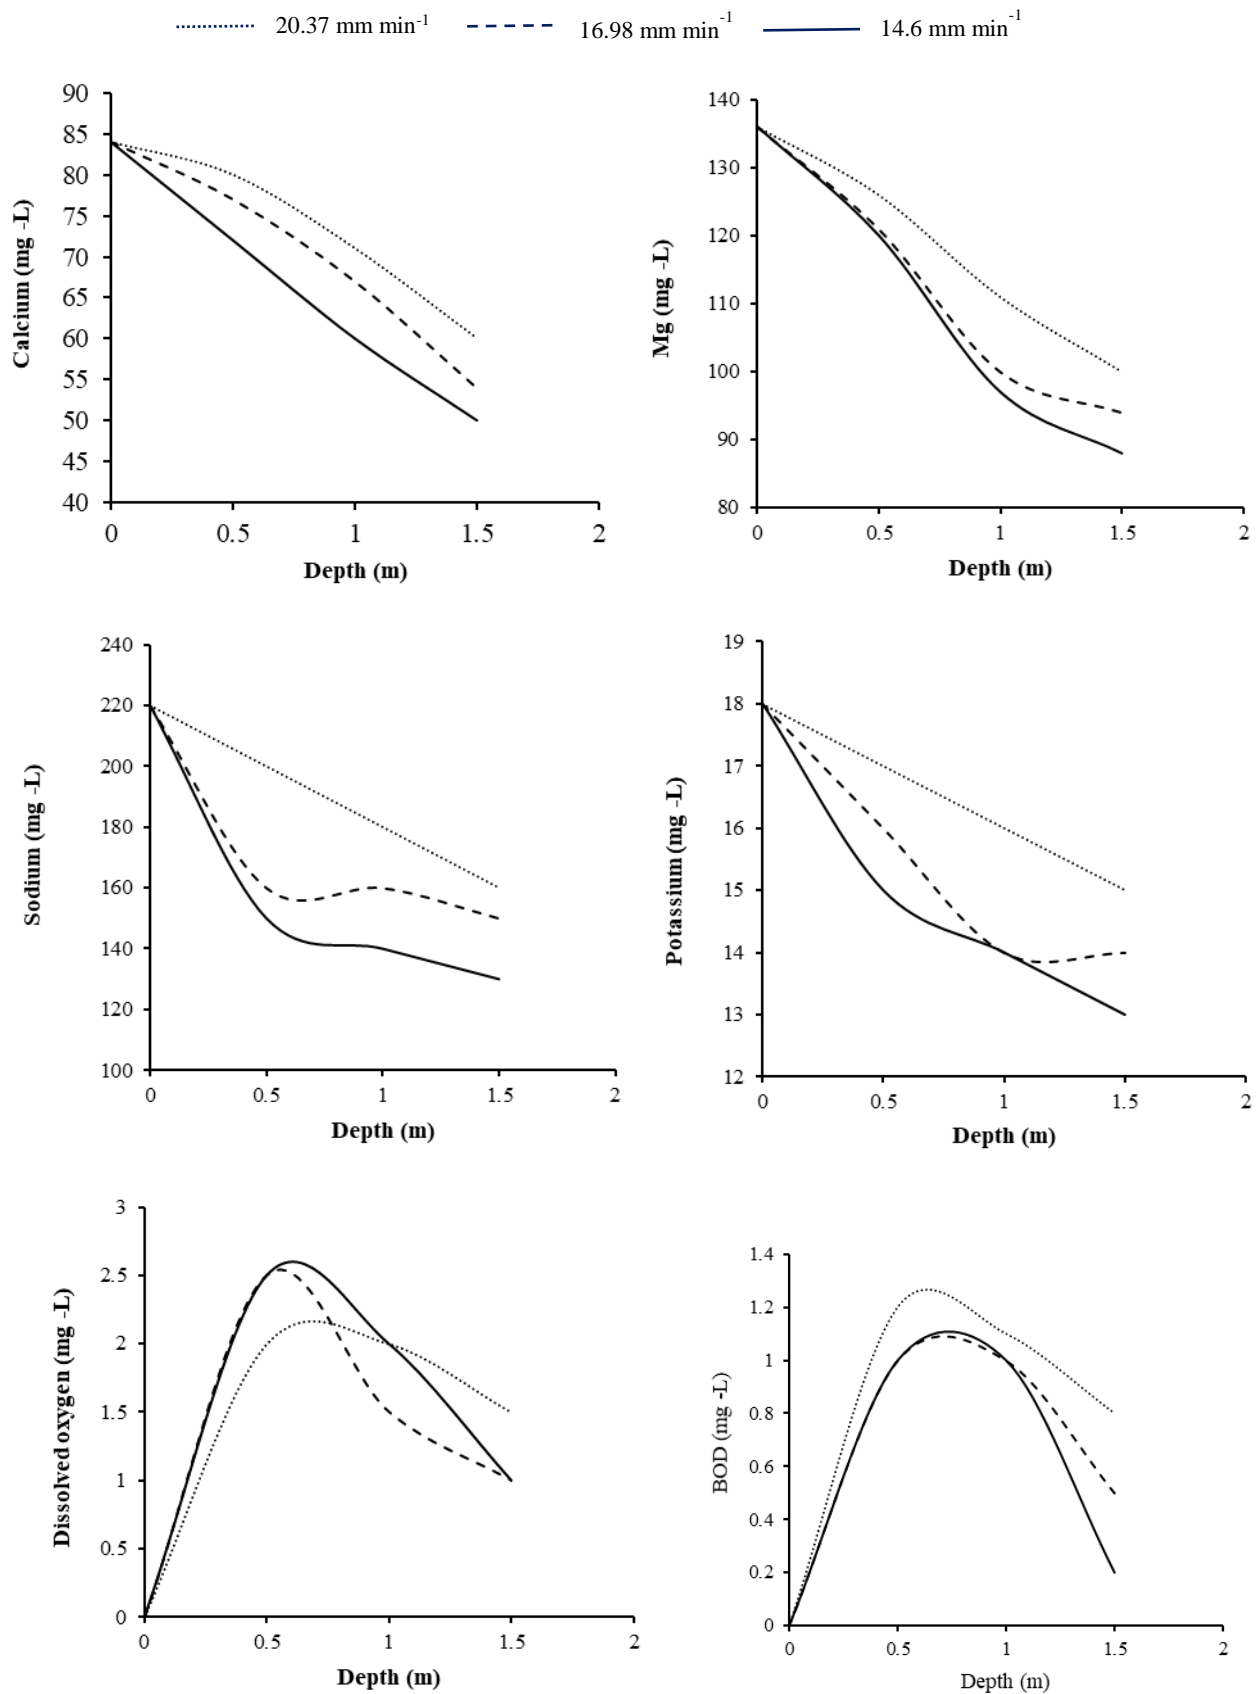 20.37 mm min-1 16.98 mm min-1 14.6 mm min-1
90
85
80
75
70
65
60
55
50
45
40
Calcium (mg -L)
0 0.5 1 1.5 2
Depth (m)
140
130
120
110
100
90
80
Mg (mg -L)
0 0.5 1 1.5 2
Depth (m)
240
220
200
180
160
140
120
100
Sodium (mg -L)
0 0.5 1 1.5 2
Depth (m)
19
18
17
16
15
14
13
12
Potassium (mg -L)
0 0.5 1 1.5 2
Depth (m)
3
2.5
2
1.5
1
0.5
0
Dissolved oxygen (mg -L)
0 0.5 1 1.5 2
Depth (m)
1.4
1.2
1
0.8
0.6
0.4
0.2
0
BOD (mg -L)
0 0.5 1 1.5 2
Depth (m)